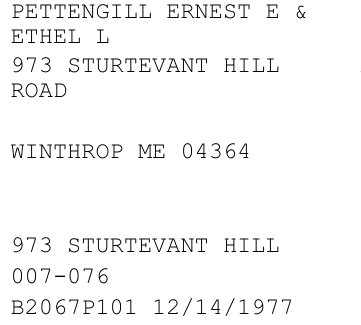 PETTENGILL ERNEST E &
ETHEL L
973 STURTEVANT HILL
ROAD
WINTHROP ME 04364
973 STURTEVANT HILL
007-076
B2067P101 12/14/1977